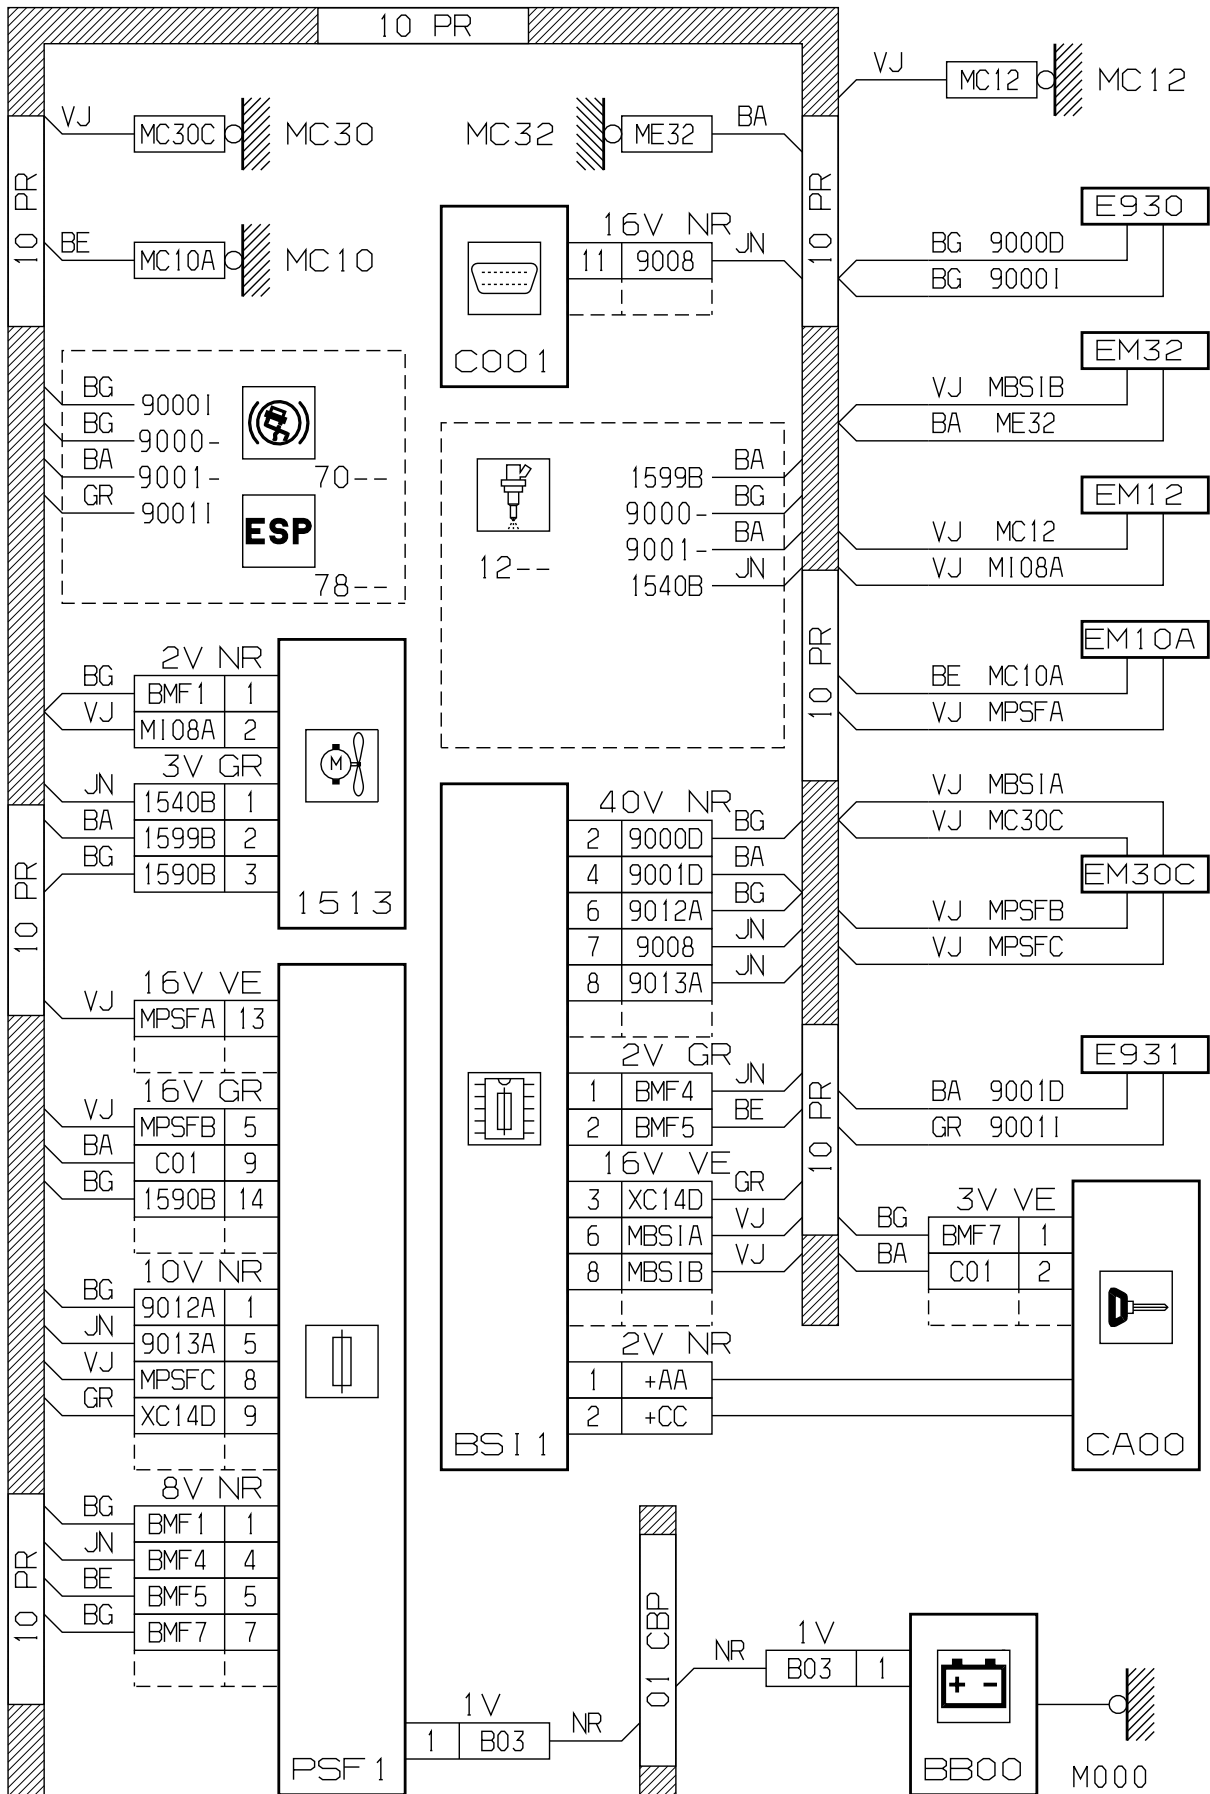 10 PR
VJ MC12 MC12
VJ MC30C MC30
MC32 ME32 BA
10 PR
10 PR
BE MC10A MC10
16V NR
11 9008 JN
C001
E930
BG 9000D
BG 9000I
EM32
VJ MBSIB
BA ME32
BG 9000I
BG 9000-
BA 9001-
GR 9001I
70--
ESP
78--
12--
1599B BA
9000- BG
9001- BA
1540B JN
EM12
VJ MC12
VJ MI08A
10 PR
EM10A
BE MC10A
VJ MPSFA
2V NR
BG BMF1 1
VJ MI08A 2
M
3V GR
JN 1540B 1
BA 1599B 2
BG 1590B 3
1513
10 PR
40V NR
2 9000D BG
4 9001D BA
6 9012A BG
7 9008 JN
8 9013A JN
VJ MBSIA
VJ MC30C
EM30C
VJ MPSFB
VJ MPSFC
16V VE
VJ MPSFA 13
16V GR
VJ MPSFB 5
BA C01 9
BG 1590B 14
10V NR
BG 9012A 1
JN 9013A 5
VJ MPSFC 8
GR XC14D 9
8V NR
BG BMF1 1
JN BMF4 4
BE BMF5 5
BG BMF7 7
10 PR
2V GR
1 BMF4 JN
2 BMF5 BE
16V VE
3 XC14D GR
6 MBSIA VJ
8 MBSIB VJ
2V NR
1 +AA
2 +CC
BSI1
10 PR
E931
BA 9001D
GR 9001I
3V VE
BG BMF7 1
BA C01 2
CA00
1V
1 B03 NR
PSF1
01 CBP
1V
NR B03 1
+ -
BB00
M000